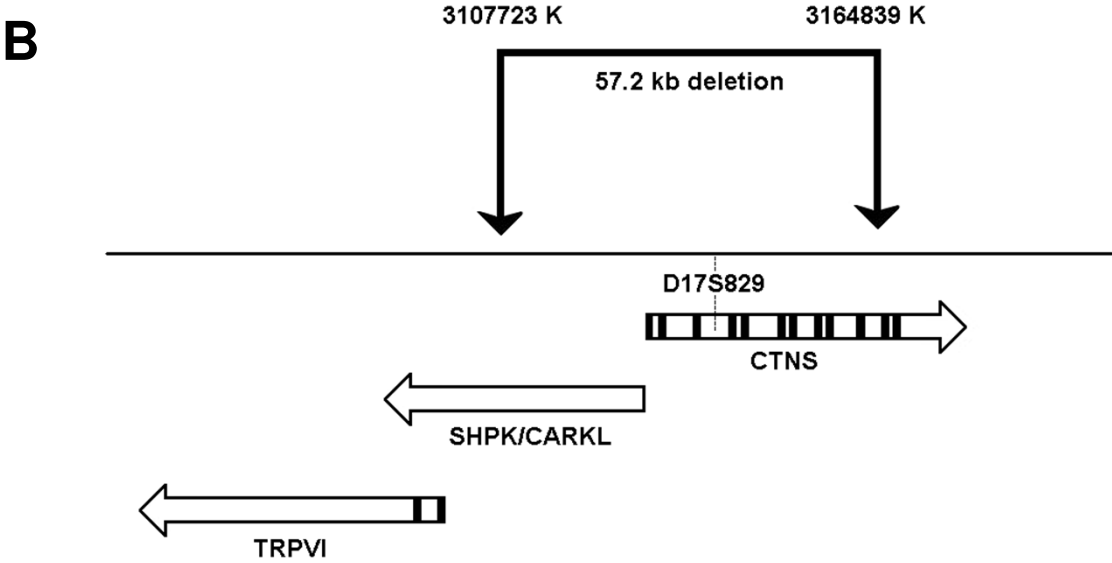 B
3107723 K
3164839 K
57.2 kb deletion
D17S829
CTNS
SHPK/CARKL
TRPVI